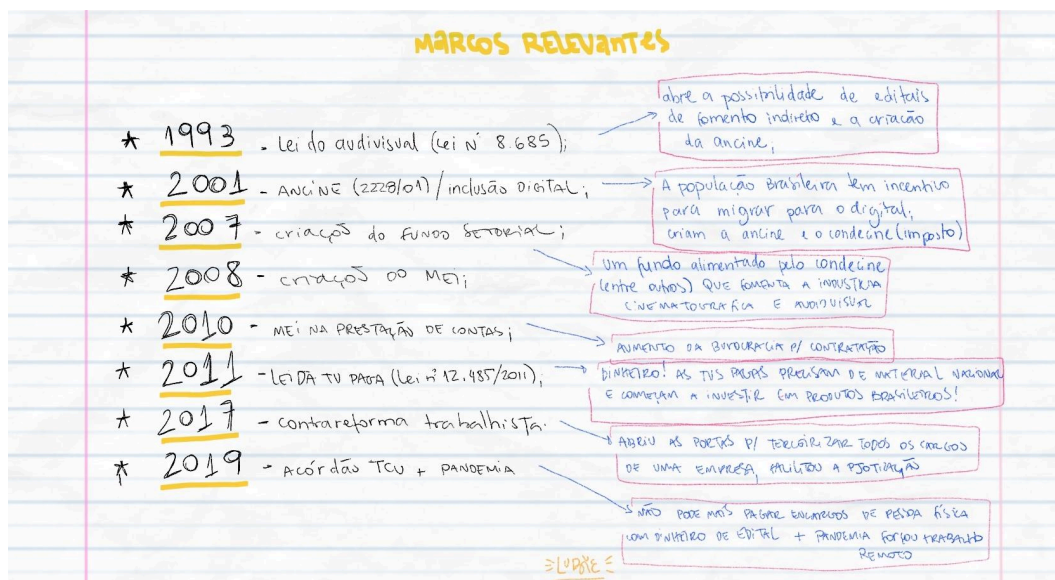 MARCOS RELEVANTES
* 1993 - Lei do audivisual (Lei Nº 8.685);
abre a possibilidade de editais
de fomento indireto e a criação
da ancine;
* 2001 - ANCINE (2228/01) / inclusão DIGITAL;
A população Brasileira tem incentivo
para migrar para o digital;
criam a ancine e o condecine (imposto)
* 2007 - criação do FUNDO SETORIAL;
um fundo alimentado pelo condecine
(entre outros) QUE FOMENTA A INDÚSTRIA
CINEMATOGRÁFICA E AUDIOVISUAL
* 2008 - criação DO MEI;
* 2010 - MEI NA PRESTAÇÃO DE CONTAS;
AUMENTO DA BUROCRACIA P/ CONTRATAÇÃO
* 2011 - LEI DA TV PAGA (Lei nº 12.485/2011);
DINHEIRO! AS TVS PAGAS PRECISAM DE MATERIAL NACIONAL
E COMEÇAM A INVESTIR EM PRODUTOS BRASILEIROS!
* 2017 - contrareforma trabalhista.
ABRIU AS PORTAS P/ TERCEIRIZAR TODOS OS CARGOS
DE UMA EMPRESA, FACILITOU A PJOTIZAÇÃO
* 2019 - ACÓRDÃO TCU + PANDEMIA
NÃO PODE MAIS PAGAR ENCARGOS DE PESSOA FÍSICA
COM DINHEIRO DE EDITAL + PANDEMIA FORÇOU TRABALHO
REMOTO